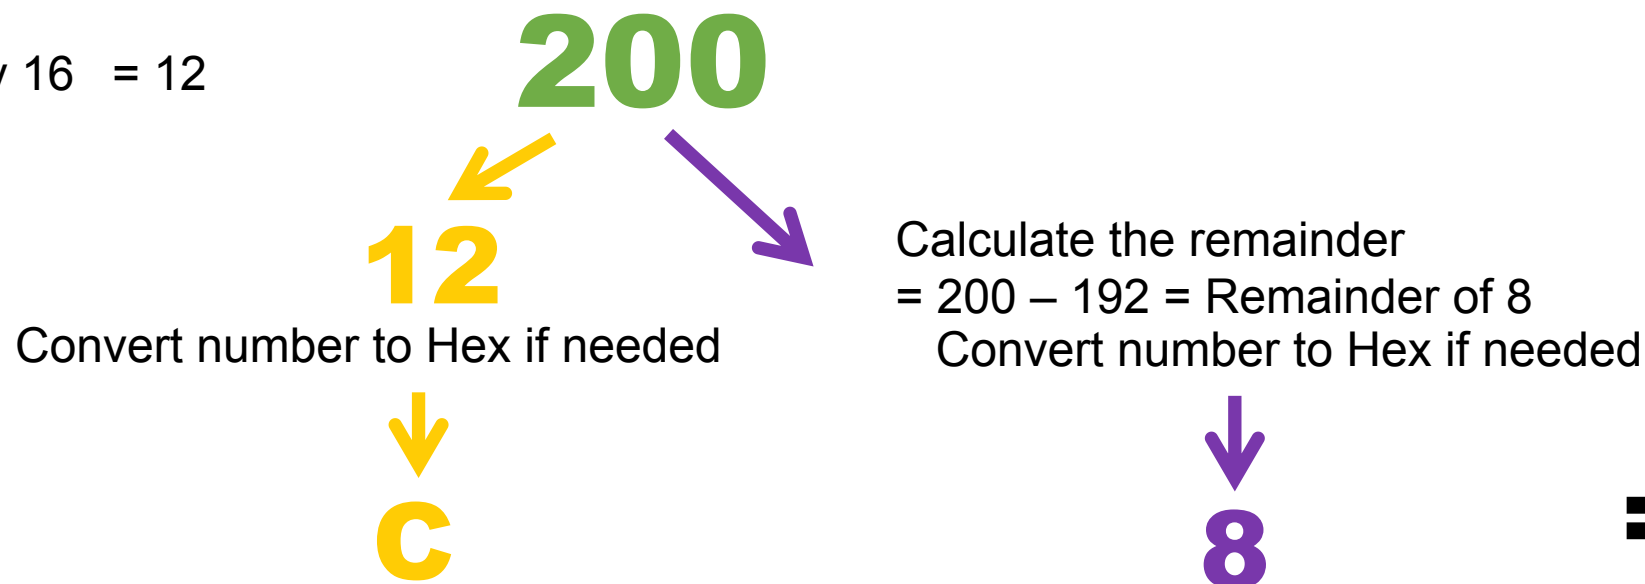 200
16 = 12
12
Calculate the remainder
= 200 – 192 = Remainder of 8
Convert number to Hex if needed
Convert number to Hex if needed
C
8
=